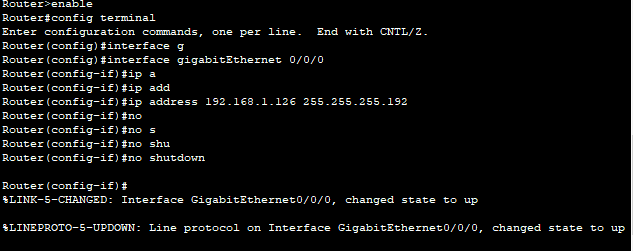 Router>enable
Router#config terminal
Enter configuration commands, one per line.  End with CNTL/Z.
Router(config)#interface g
Router(config)#interface gigabitEthernet 0/0/0
Router(config-if)#ip a
Router(config-if)#ip add
Router(config-if)#ip address 192.168.1.126 255.255.255.192
Router(config-if)#no
Router(config-if)#no s
Router(config-if)#no shu
Router(config-if)#no shutdown
Router(config-if)#
%LINK-5-CHANGED: Interface GigabitEthernet0/0/0, changed state to up
%LINEPROTO-5-UPDOWN: Line protocol on Interface GigabitEthernet0/0/0, changed state to up